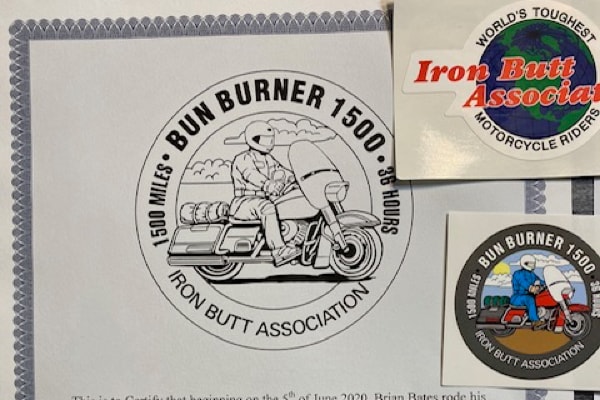 BUN BURNER 1500
1500 MILES • • 36 HOURS
IRON BUTT ASSOCIATION
WORLD'S TOUGHEST
Iron Butt
Associat
MOTORCYCLE RIDERS
BUN BURNER 1500
1500 MILES 36 HOURS
IRON BUTT ASSOCIATION
This is to Certify that beginning on the 5th of June 2020, Brian Bates rode his